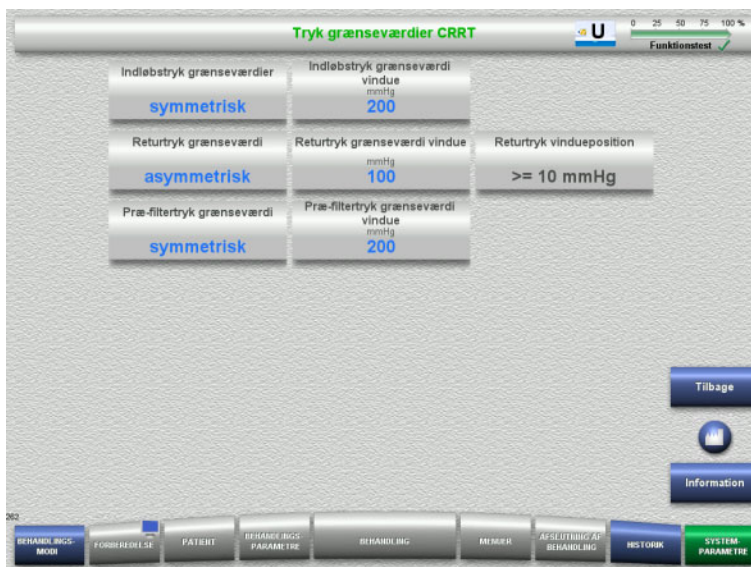 Tryk grænseværdier CRRT
U
0 25 50 75 100 %
Funktionstest
Indløbstryk grænseværdier
symmetrisk
Indløbstryk grænseværdi
vindue
mmHg
200
Returtryk grænseværdi
asymmetrisk
Returtryk grænseværdi vindue
mmHg
100
Returtryk vindueposition
>= 10 mmHg
Præ-filtertryk grænseværdi
symmetrisk
Præ-filtertryk grænseværdi
vindue
mmHg
200
Tilbage
Information
262
BEHANDLINGS-
MODI
FORBEREDELSE
PATIENT
BEHANDLINGS-
PARAMETRE
BEHANDLING
MENUER
AFSLUTNING AF
BEHANDLING
HISTORIK
SYSTEM-
PARAMETRE